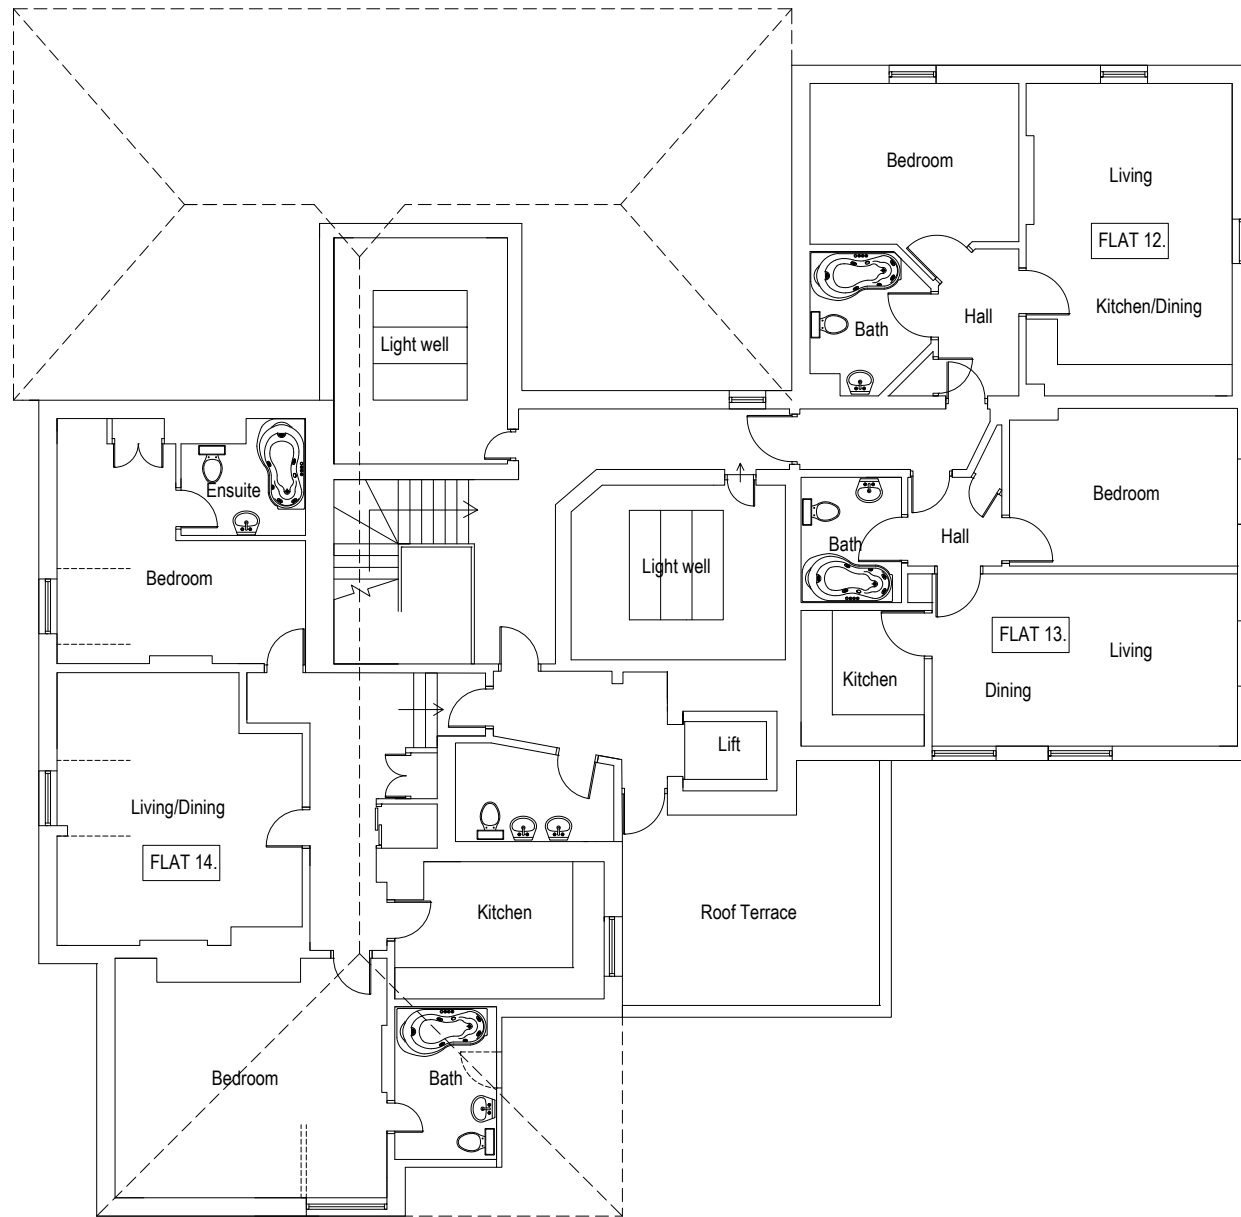 Bedroom
Living
FLAT 12.
Kitchen/Dining
Hall
Bath
Light well
Ensuite
Bedroom
Bedroom
Hall
Bath
Light well
FLAT 13.
Living
Kitchen
Dining
Lift
Living/Dining
FLAT 14.
Kitchen
Roof Terrace
Bedroom
Bath